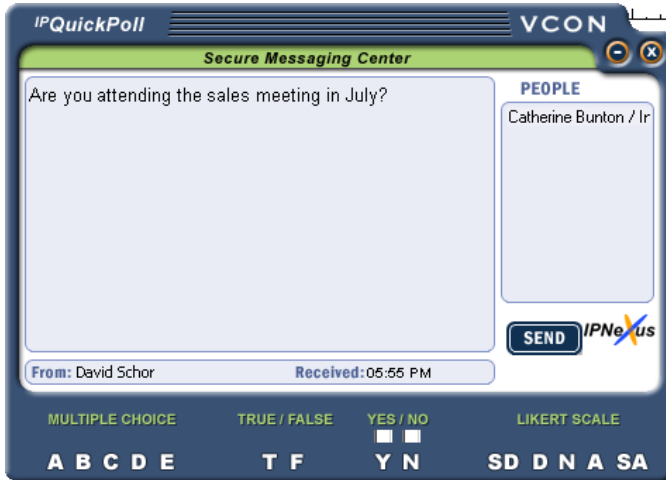 IPQuickPoll
VCON
Secure Messaging Center
Are you attending the sales meeting in July?
PEOPLE
Catherine Bunton / Ir
SEND
IPNeXus
From: David Schor
Received: 05:55 PM
MULTIPLE CHOICE
TRUE / FALSE
YES / NO
LIKERT SCALE
A B C D E
T F
Y N
SD D N A SA